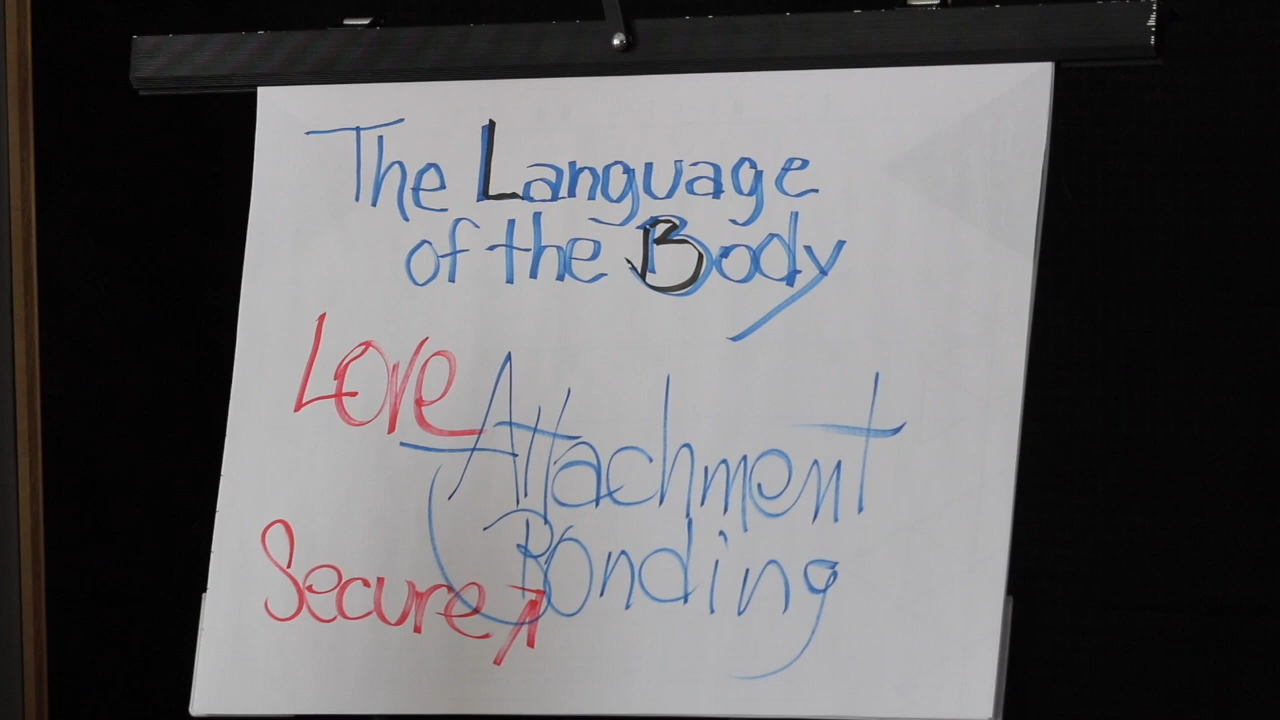 The Language
of the Body
Love
Attachment
Bonding
Secure